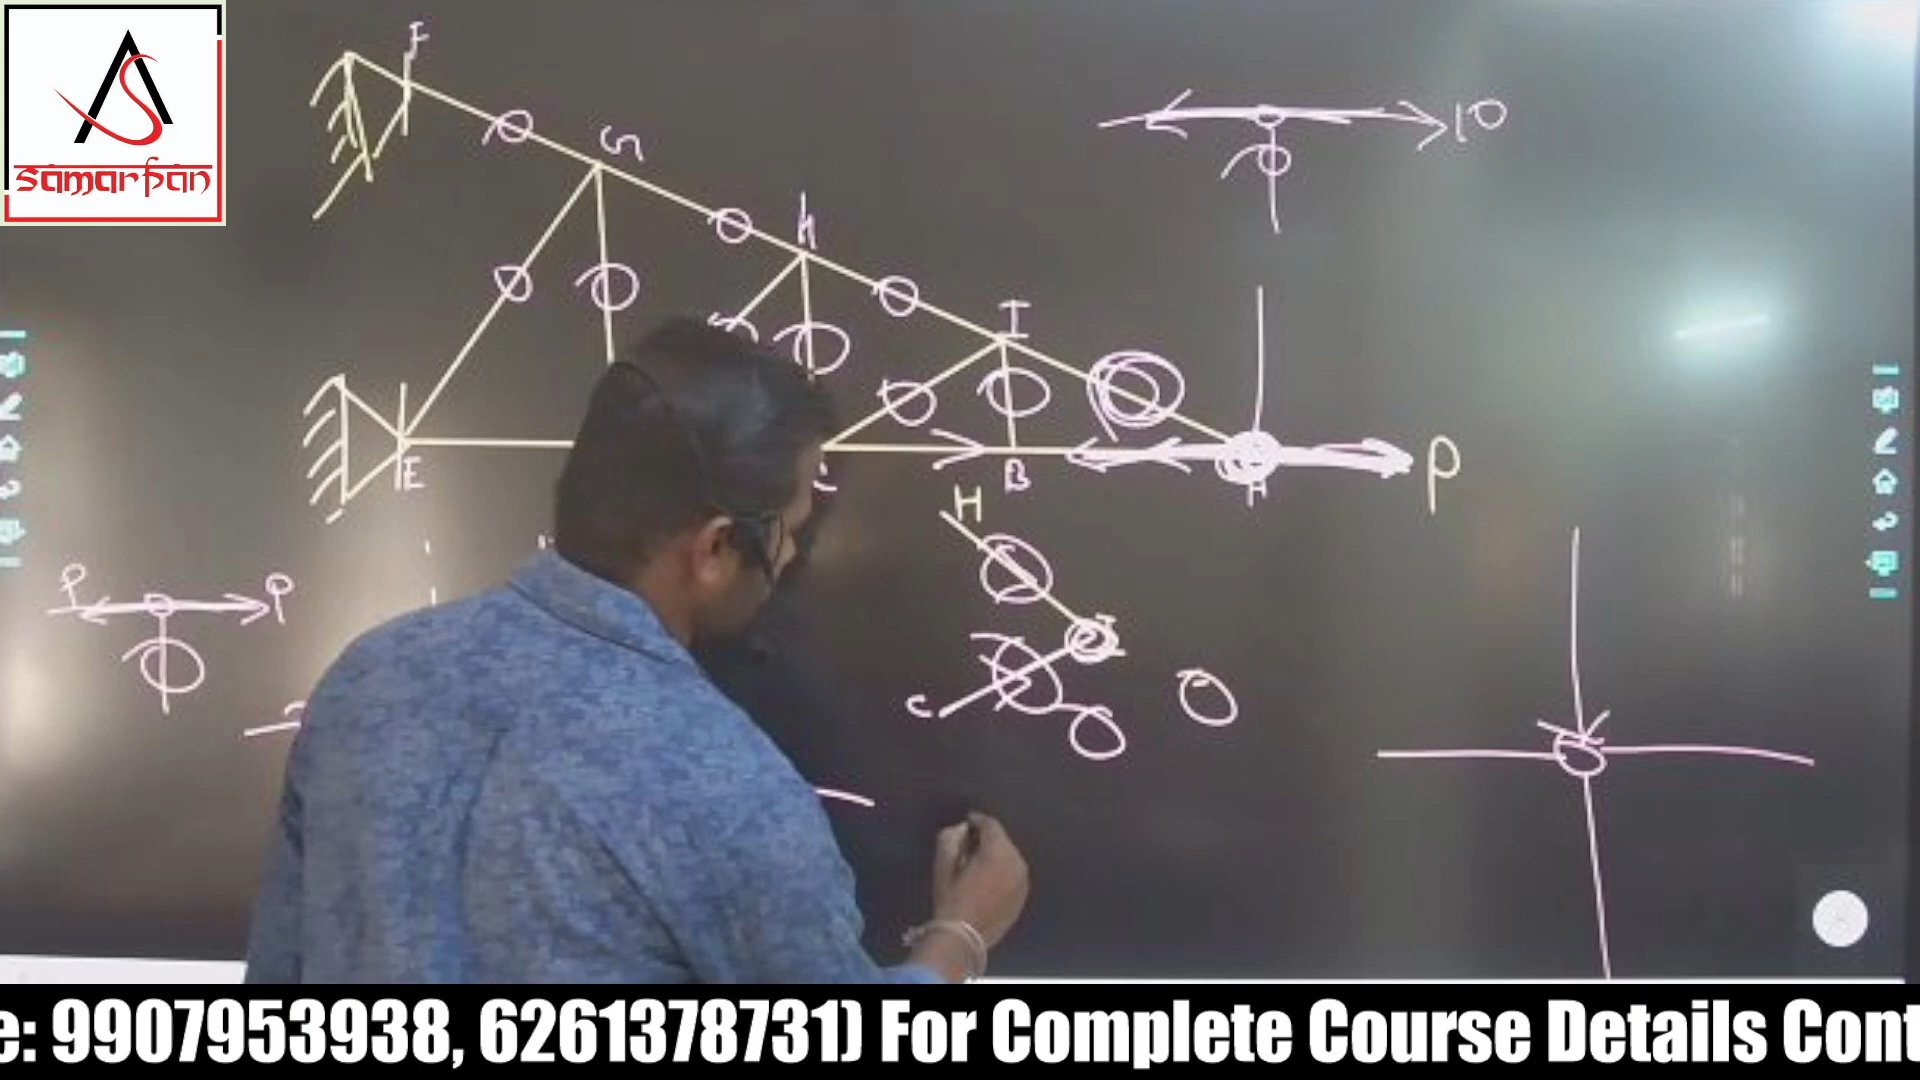 samarpan
F
G
H
I
10
E
B
A
P
H
I
C
P
P
e: 9907953938, 6261378731) For Complete Course Details Cont